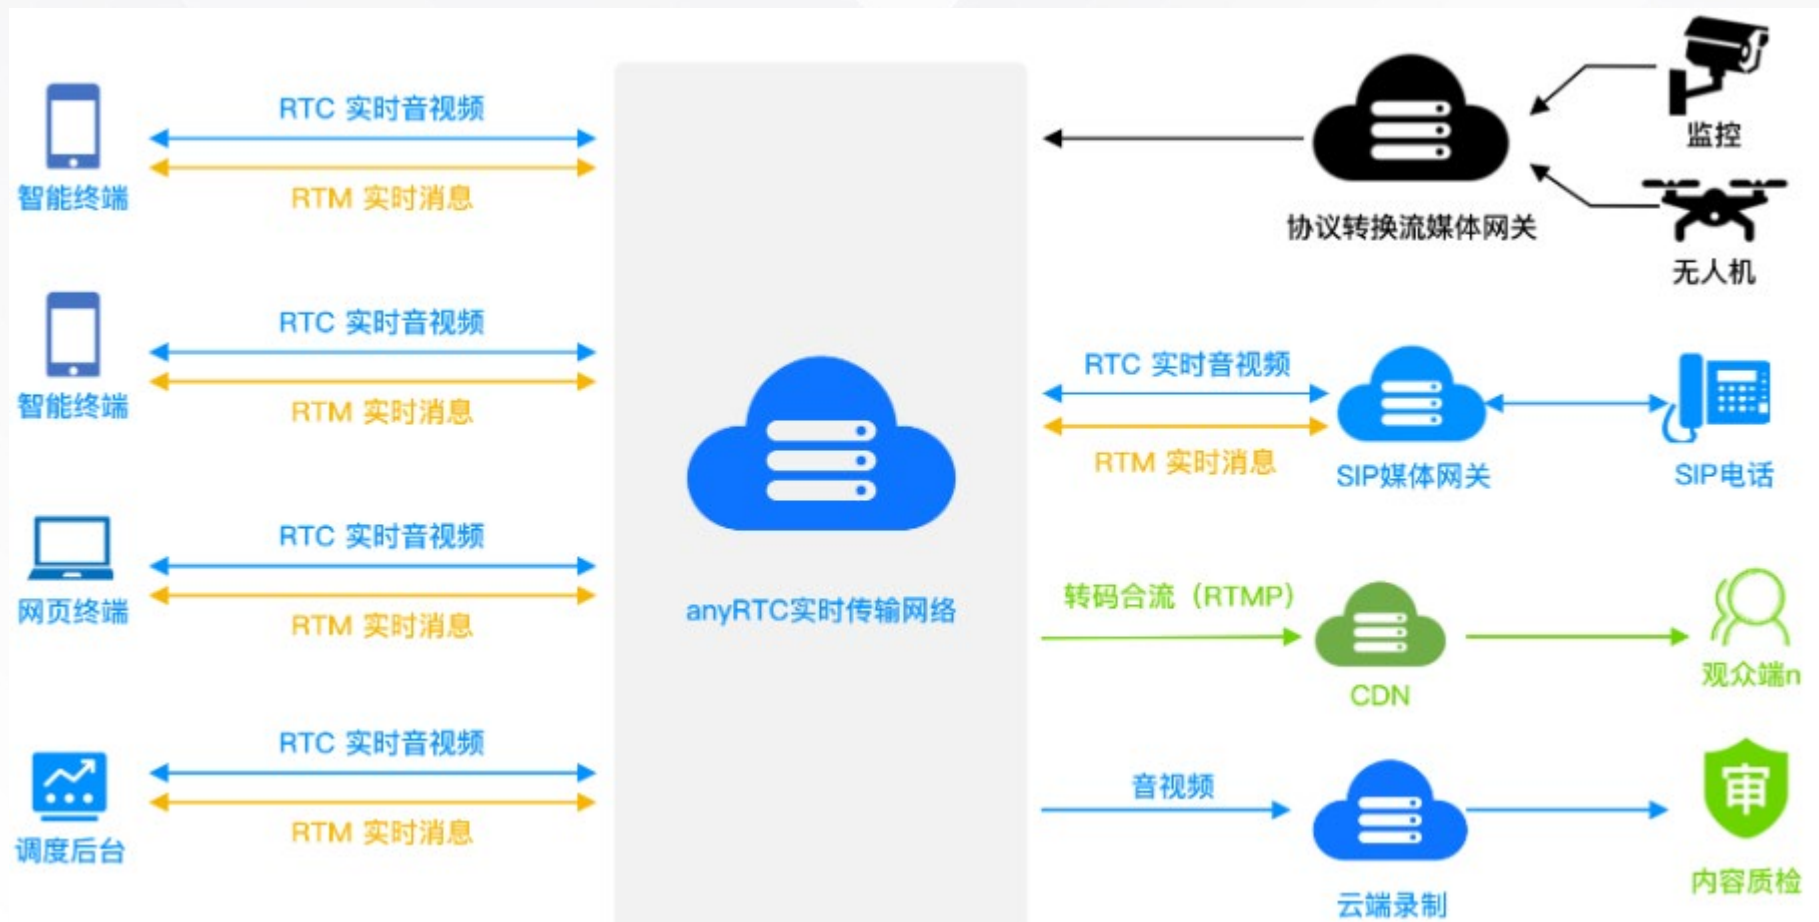 RTC 实时音视频
智能终端
RTM 实时消息
RTC 实时音视频
智能终端
RTM 实时消息
RTC 实时音视频
网页终端
RTM 实时消息
RTC 实时音视频
RTM 实时消息
调度后台
anyRTC实时传输网络
监控
协议转换流媒体网关
无人机
RTC 实时音视频
RTM 实时消息
SIP媒体网关
SIP电话
转码合流（RTMP）
CDN
观众端n
音视频
审
云端录制
内容质检